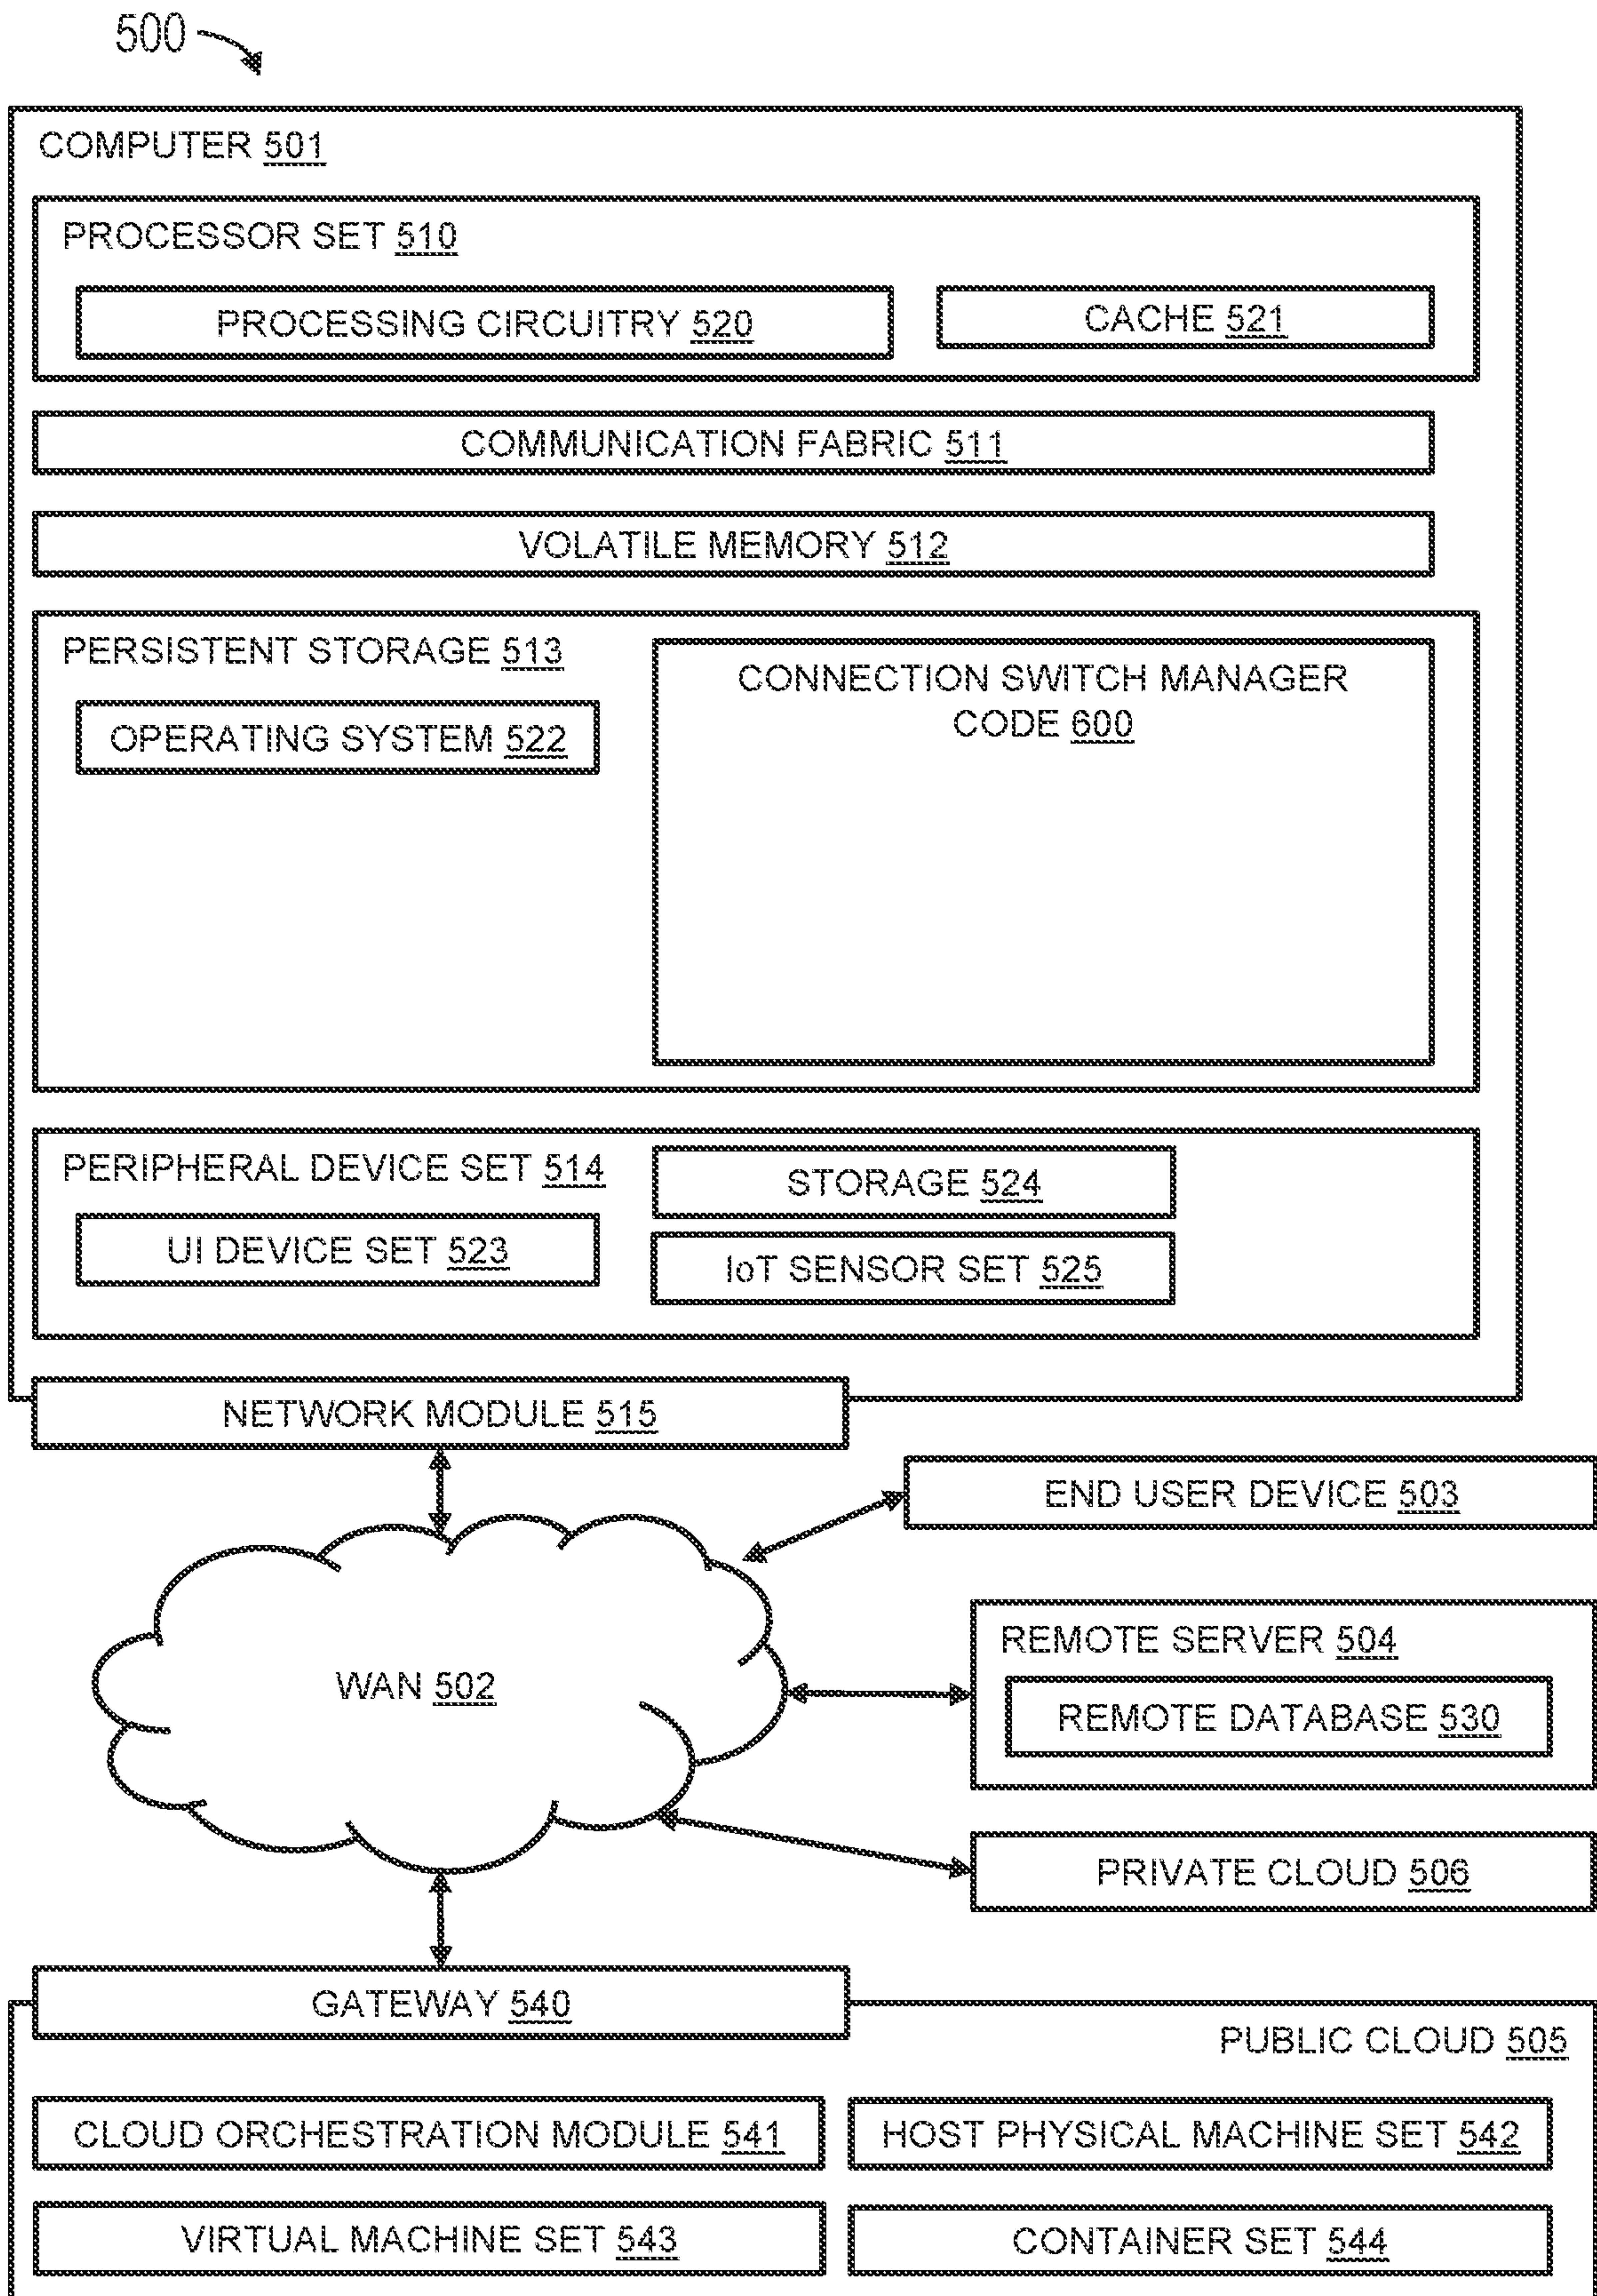 500
COMPUTER 501
PROCESSOR SET 510
PROCESSING CIRCUITRY 520
CACHE 521
COMMUNICATION FABRIC 511
VOLATILE MEMORY 512
PERSISTENT STORAGE 513
OPERATING SYSTEM 522
CONNECTION SWITCH MANAGER
CODE 600
PERIPHERAL DEVICE SET 514
UI DEVICE SET 523
STORAGE 524
IoT SENSOR SET 525
NETWORK MODULE 515
END USER DEVICE 503
WAN 502
REMOTE SERVER 504
REMOTE DATABASE 530
PRIVATE CLOUD 506
GATEWAY 540
PUBLIC CLOUD 505
CLOUD ORCHESTRATION MODULE 541
HOST PHYSICAL MACHINE SET 542
VIRTUAL MACHINE SET 543
CONTAINER SET 544